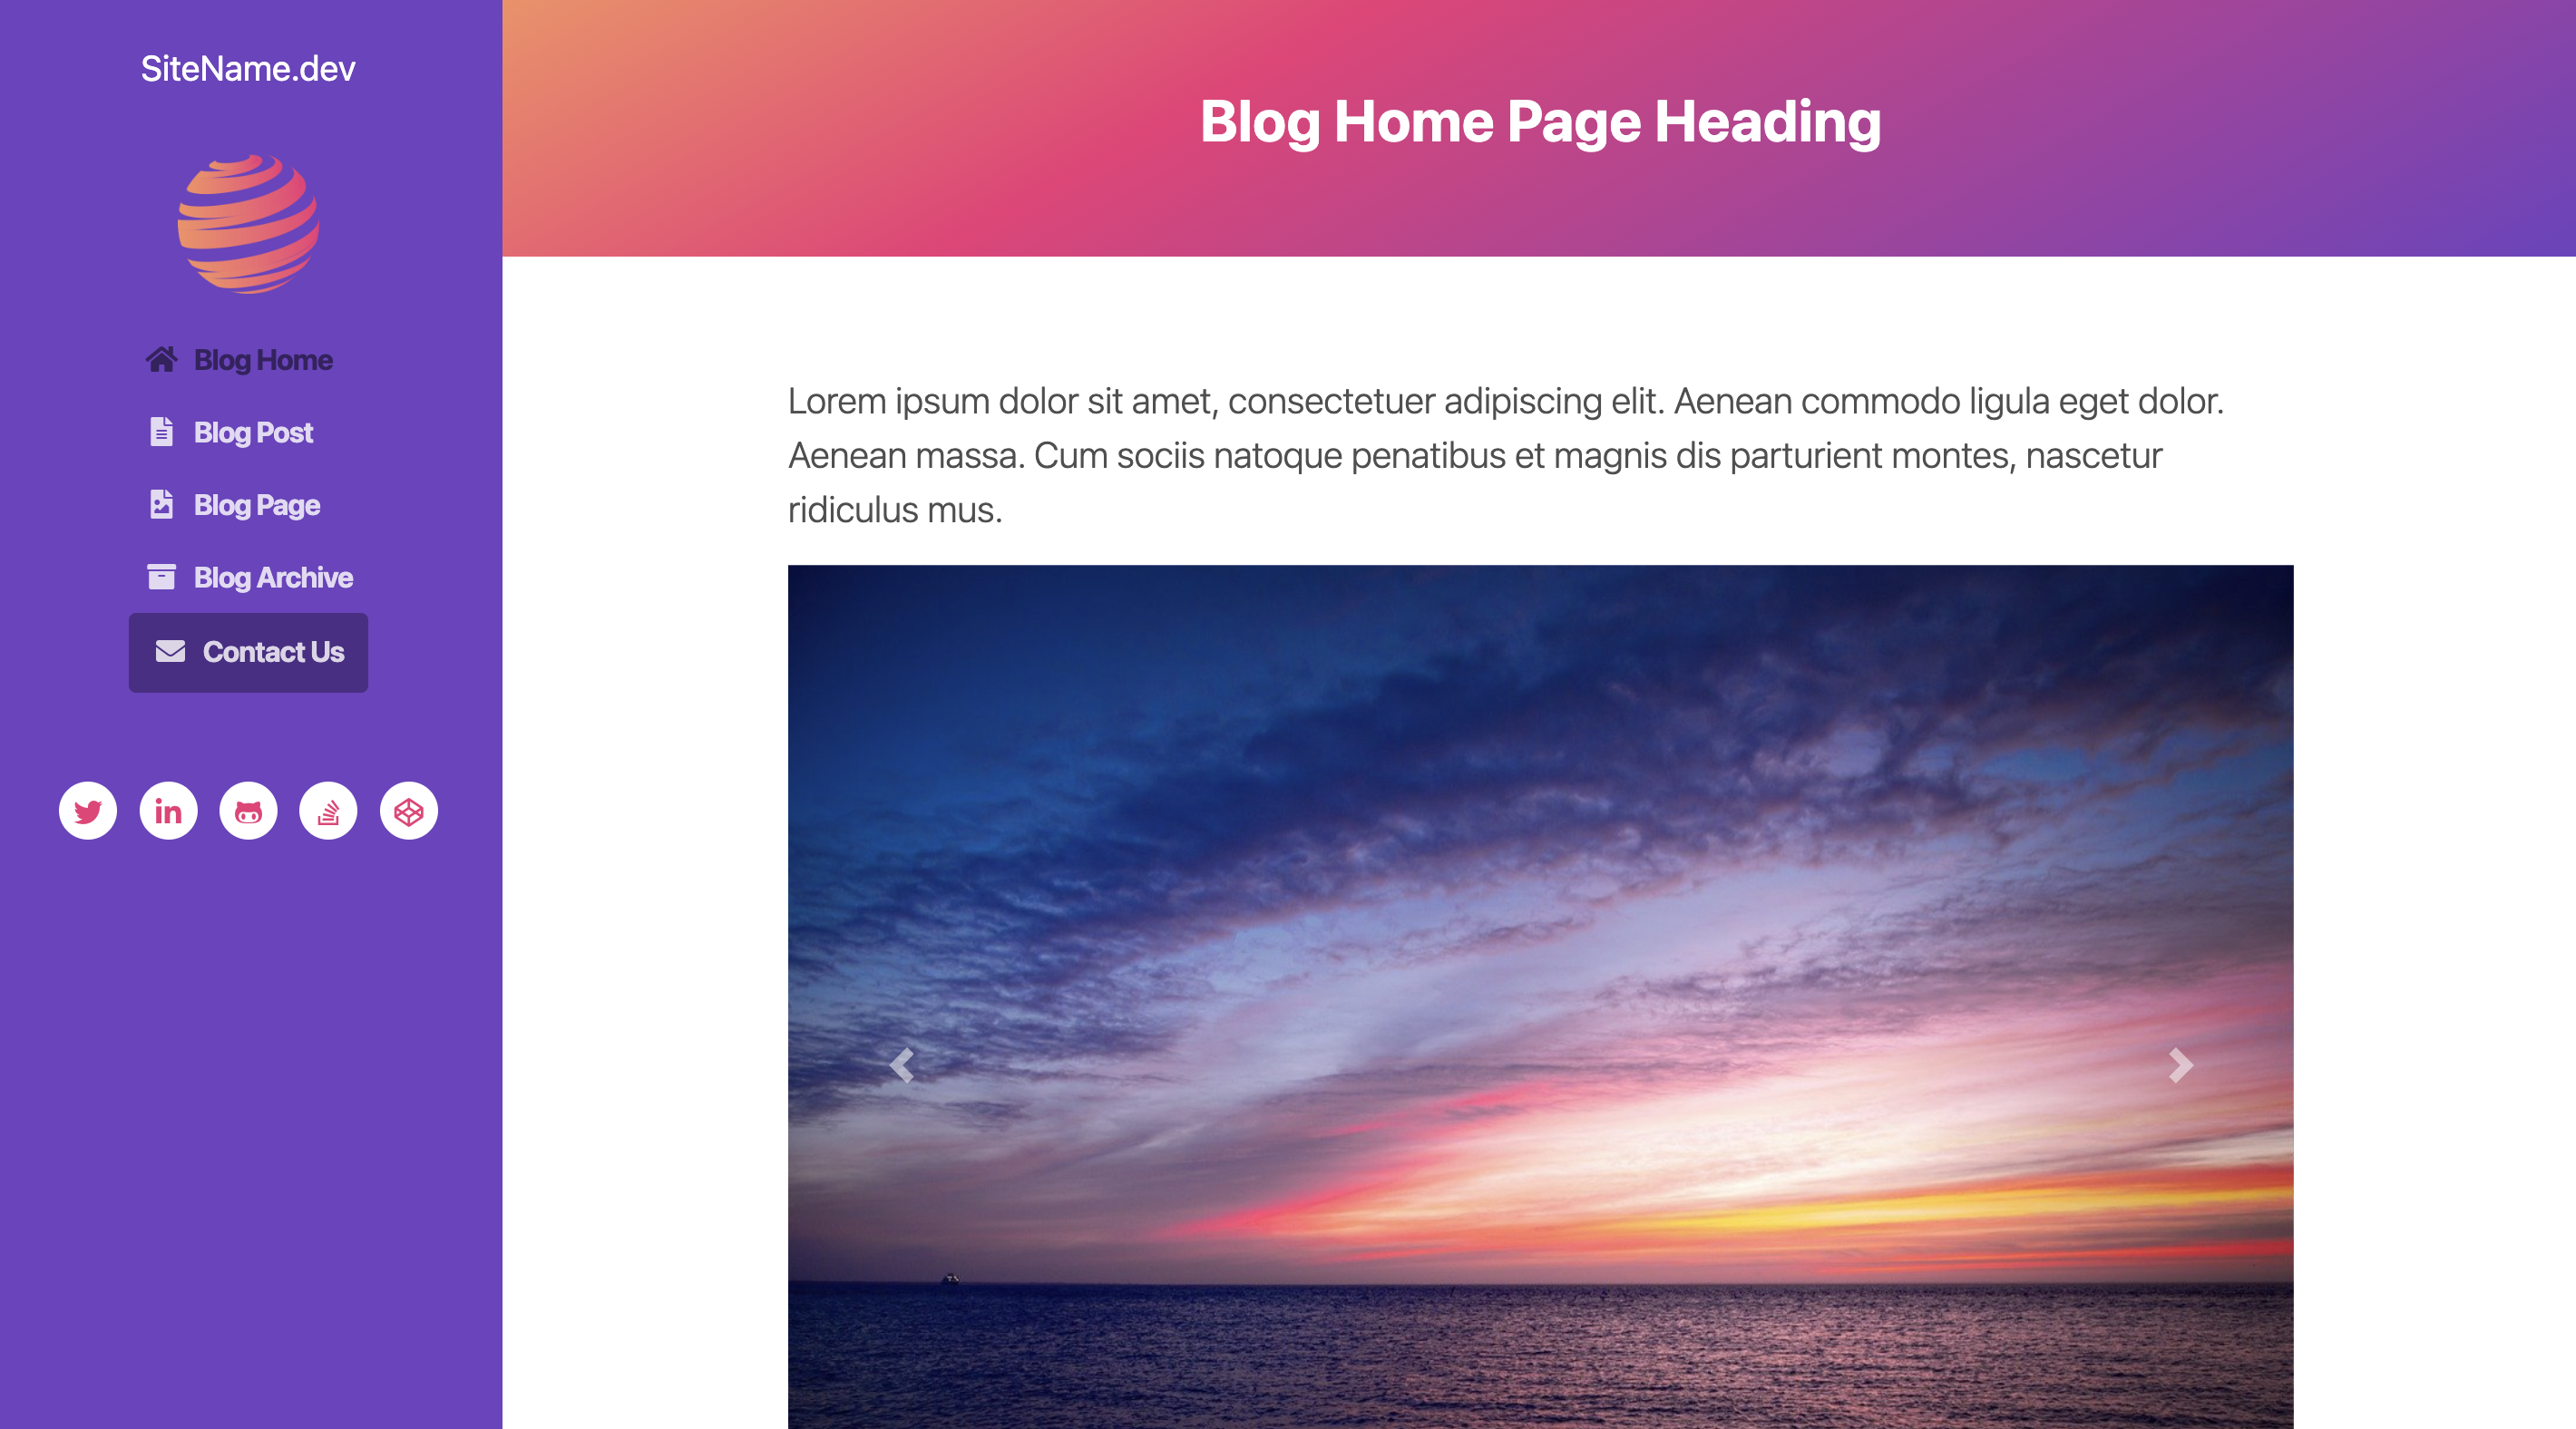 SiteName.dev
Blog Home
Blog Post
Blog Page
Blog Archive
Contact Us
Blog Home Page Heading
Lorem ipsum dolor sit amet, consectetuer adipiscing elit. Aenean commodo ligula eget dolor.
Aenean massa. Cum sociis natoque penatibus et magnis dis parturient montes, nascetur
ridiculus mus.